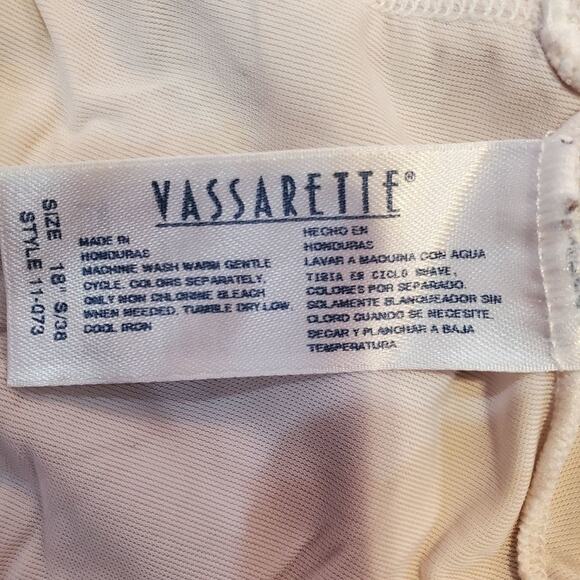 VASSARETTE®
SIZE 18" S/38
STYLE 11-073
MADE IN
HONDURAS
MACHINE WASH WARM GENTLE
CYCLE, COLORS SEPARATELY,
ONLY NON CHLORINE BLEACH
WHEN NEEDED, TUMBLE DRY LOW.
COOL IRON
HECHO EN
HONDURAS
LAVAR A MAQUINA CON AGUA
TIBIA EN CICLO SUAVE,
COLORES POR SEPARADO.
SOLAMENTE BLANQUEADOR SIN
CLORO CUANDO SE NECESITE,
SECAR Y PLANCHAR A BAJA
TEMPERATURA